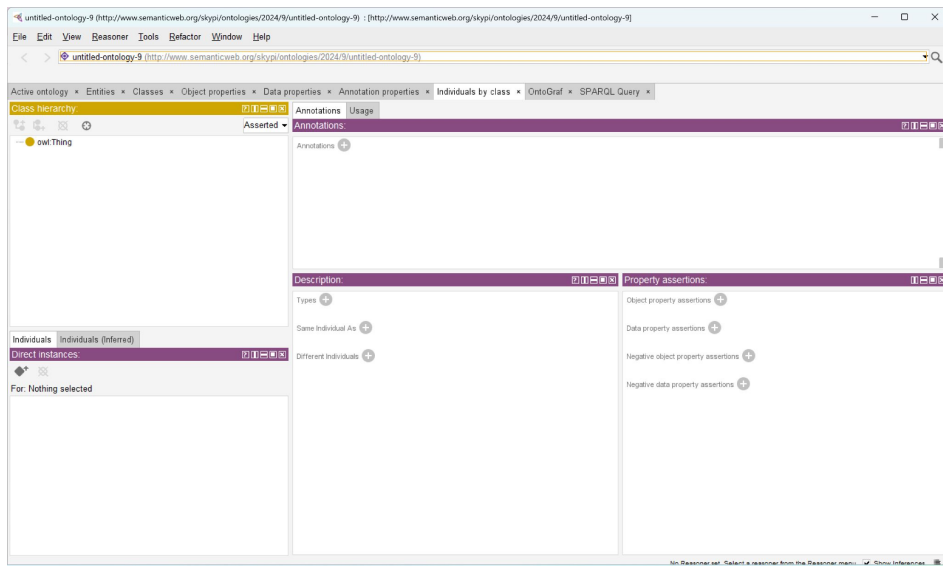 untitled-ontology-9 (http://www.semanticweb.org/skypi/ontologies/2024/9/untitled-ontology-9) : [http://www.semanticweb.org/skypi/ontologies/2024/9/untitled-ontology-9]
File Edit View Reasoner Tools Refactor Window Help
untitled-ontology-9 (http://www.semanticweb.org/skypi/ontologies/2024/9/untitled-ontology-9)
Active ontology × Entities × Classes × Object properties × Data properties × Annotation properties × Individuals by class × OntoGraf × SPARQL Query ×
Class hierarchy:
Asserted
owl:Thing
Annotations Usage
Annotations:
Annotations
Individuals Individuals (Inferred)
Direct instances:
For: Nothing selected
Description:
Types
Same Individual As
Different Individuals
Property assertions:
Object property assertions
Data property assertions
Negative object property assertions
Negative data property assertions
No Reasoner set. Select a reasoner from the Reasoner menu Show Inferences